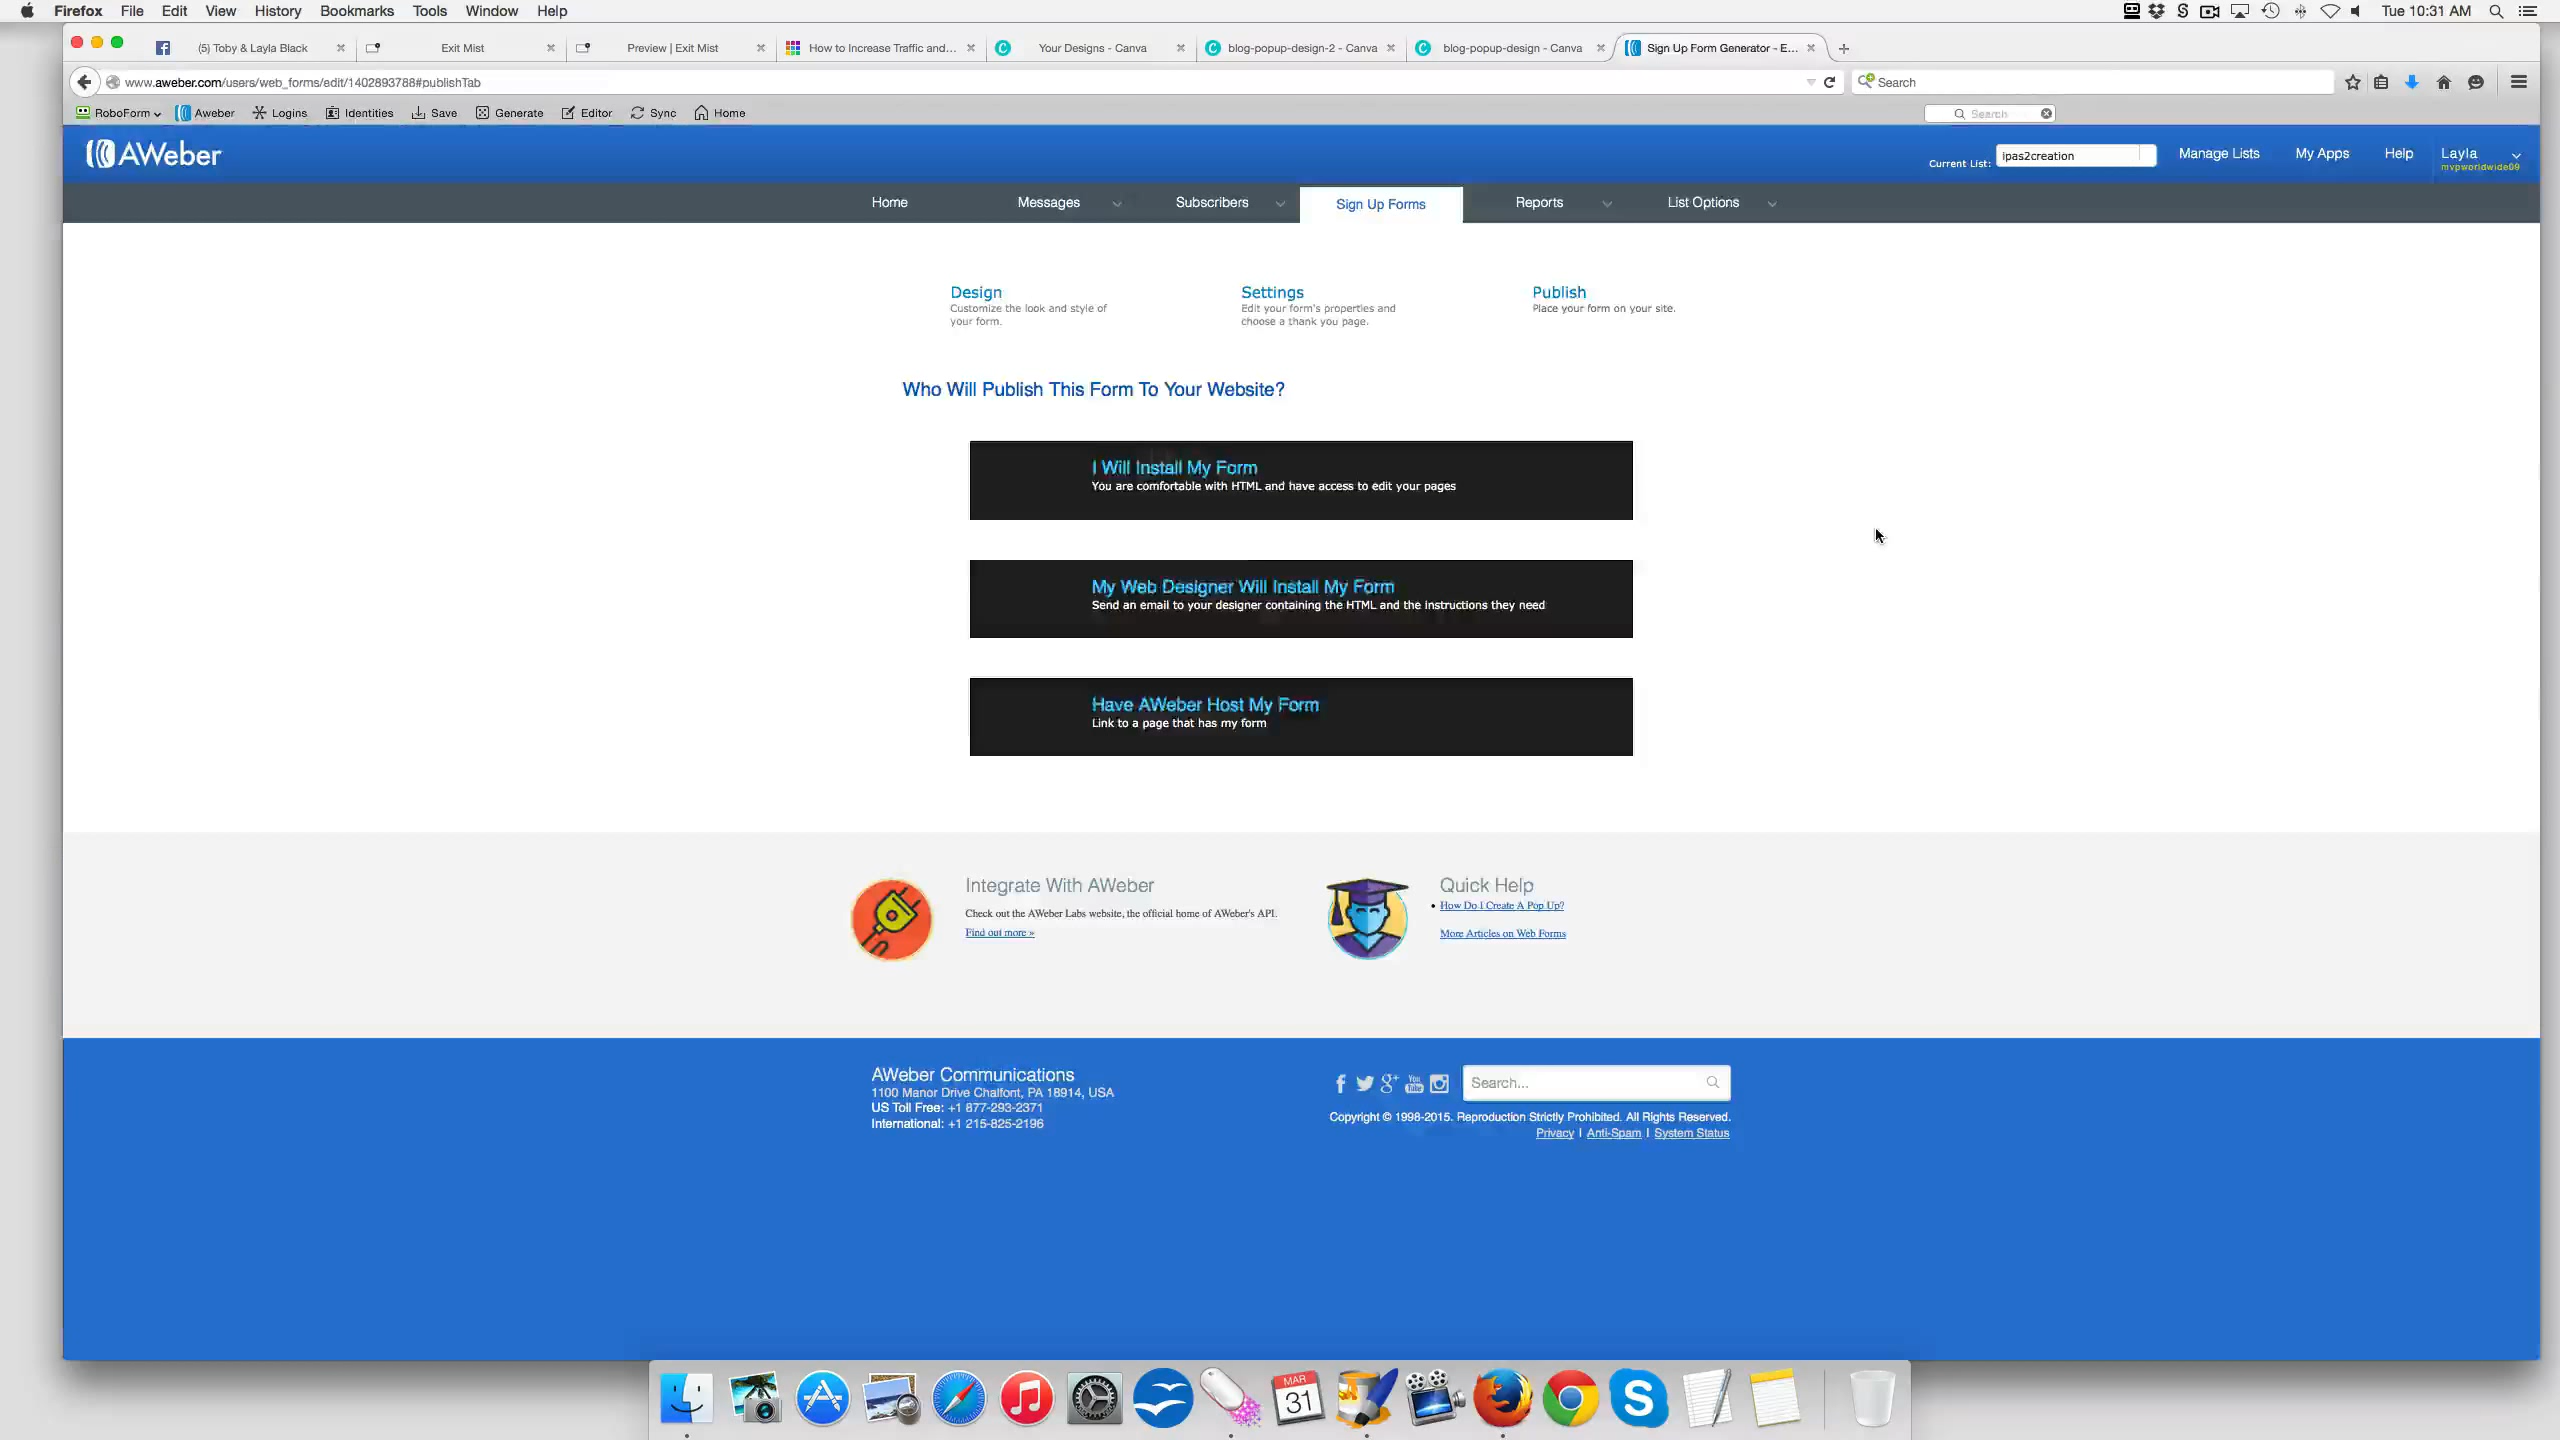 Firefox File Edit View History Bookmarks Tools Window Help
Tue 10:31 AM
(5) Toby & Layla Black
Exit Mist
Preview | Exit Mist
How to Increase Traffic and...
Your Designs - Canva
blog-popup-design-2 - Canva
blog-popup-design - Canva
Sign Up Form Generator - E...
www.aweber.com/users/web_forms/edit/1402893788#publishTab
Search
RoboForm Aweber Logins Identities Save Generate Editor Sync Home
Search
AWeber
Current List: ipas2creation
Manage Lists My Apps Help Layla
mvpworldwide09
Home Messages Subscribers Sign Up Forms Reports List Options
Design
Customize the look and style of
your form.
Settings
Edit your form's properties and
choose a thank you page.
Publish
Place your form on your site.
Who Will Publish This Form To Your Website?
I Will Install My Form
You are comfortable with HTML and have access to edit your pages
My Web Designer Will Install My Form
Send an email to your designer containing the HTML and the instructions they need
Have AWeber Host My Form
Link to a page that has my form
Integrate With AWeber
Check out the AWeber Labs website, the official home of AWeber's API.
Find out more »
Quick Help
• How Do I Create A Pop Up?
More Articles on Web Forms
AWeber Communications
1100 Manor Drive Chalfont, PA 18914, USA
US Toll Free: +1 877-293-2371
International: +1 215-825-2196
Search...
Copyright © 1998-2015. Reproduction Strictly Prohibited. All Rights Reserved.
Privacy | Anti-Spam | System Status
MAR
31